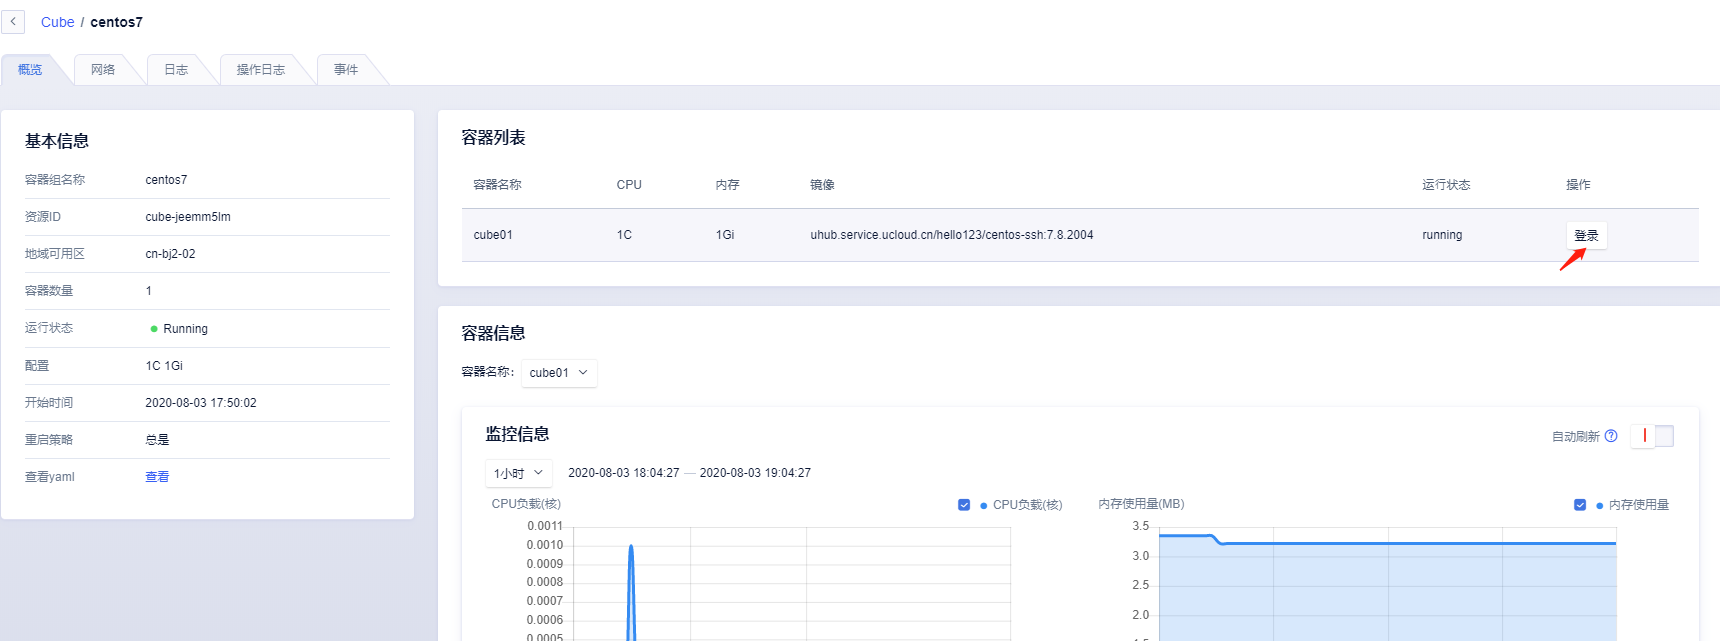 Cube / centos7
概览 网络 日志 操作日志 事件
基本信息
容器组名称 centos7
资源ID cube-jeemm5lm
地域可用区 cn-bj2-02
容器数量 1
运行状态 Running
配置 1C 1Gi
开始时间 2020-08-03 17:50:02
重启策略 总是
查看yaml 查看
容器列表
容器名称 CPU 内存 镜像 运行状态 操作
cube01 1C 1Gi uhub.service.ucloud.cn/hello123/centos-ssh:7.8.2004 running 登录
容器信息
容器名称： cube01
监控信息
自动刷新
1小时 2020-08-03 18:04:27 — 2020-08-03 19:04:27
CPU负载(核) CPU负载(核)
0.0011
0.0010
0.0009
0.0008
0.0007
0.0006
0.0005
内存使用量(MB) 内存使用量
3.5
3.0
2.5
2.0
1.5